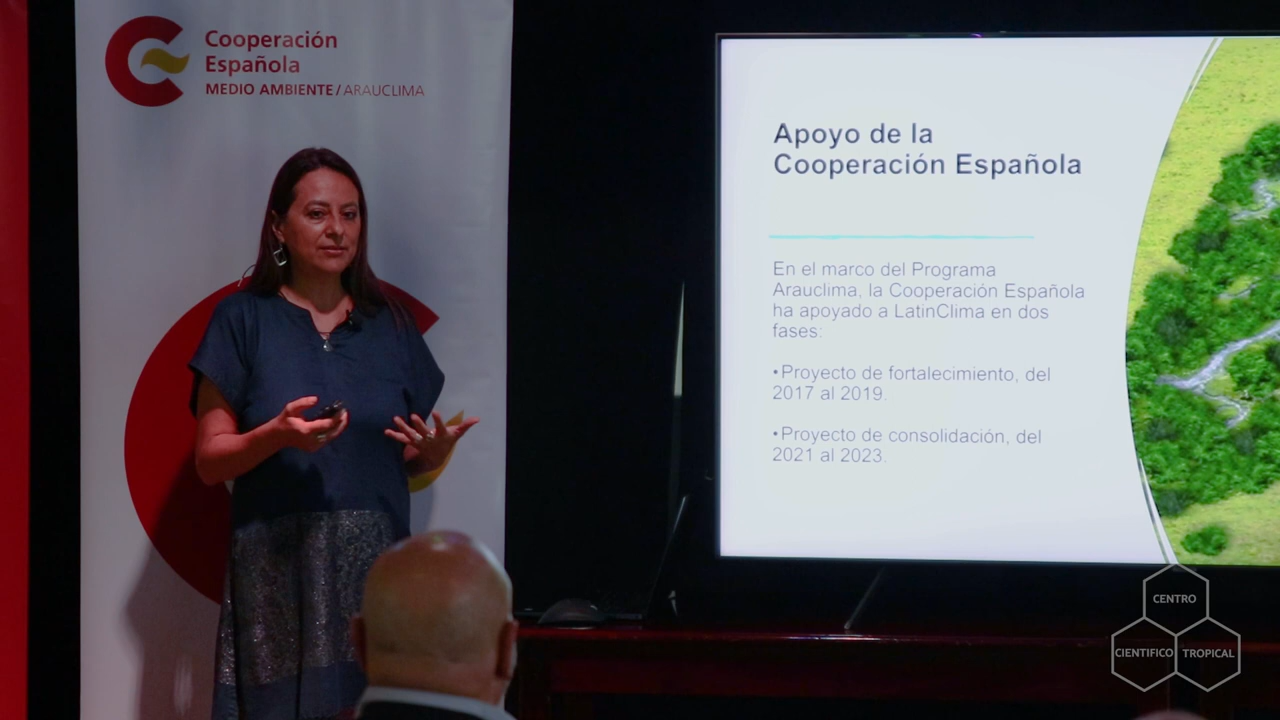 Cooperación
Española
MEDIO AMBIENTE / ARAUCLIMA
Apoyo de la
Cooperación Española
En el marco del Programa
Arauclima, la Cooperación Española
ha apoyado a LatinClima en dos
fases:
•Proyecto de fortalecimiento, del
2017 al 2019.
•Proyecto de consolidación, del
2021 al 2023.
CENTRO
CIENTIFICO TROPICAL